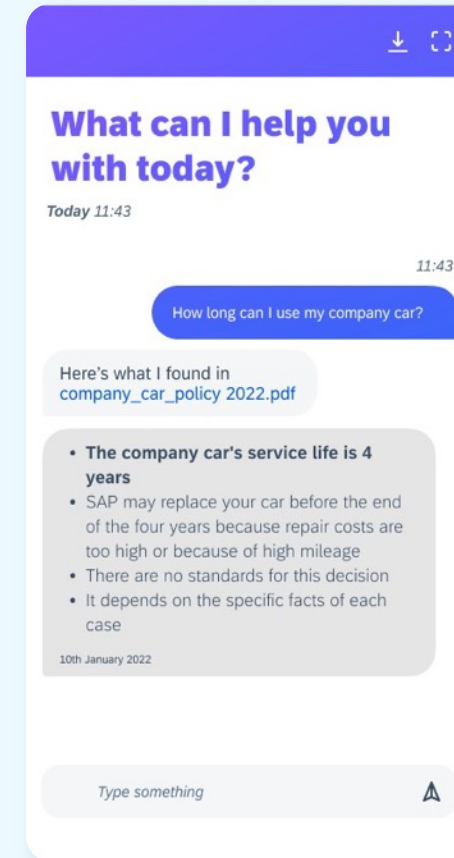 What can I help you
with today?
Today 11:43
11:43
How long can I use my company car?
Here's what I found in
company_car_policy 2022.pdf
• The company car's service life is 4
years
• SAP may replace your car before the end
of the four years because repair costs are
too high or because of high mileage
• There are no standards for this decision
• It depends on the specific facts of each
case
10th January 2022
Type something